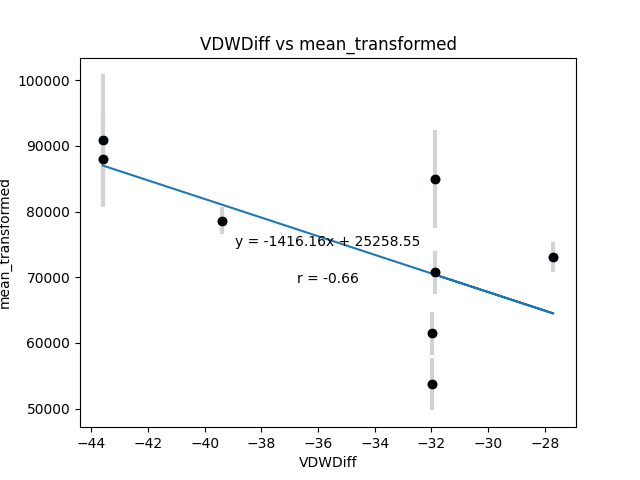 VDWDiff vs mean_transformed
100000
90000
80000
70000
60000
50000
mean_transformed
y = -1416.16x + 25258.55
r = -0.66
−44 −42 −40 −38 −36 −34 −32 −30 −28
VDWDiff